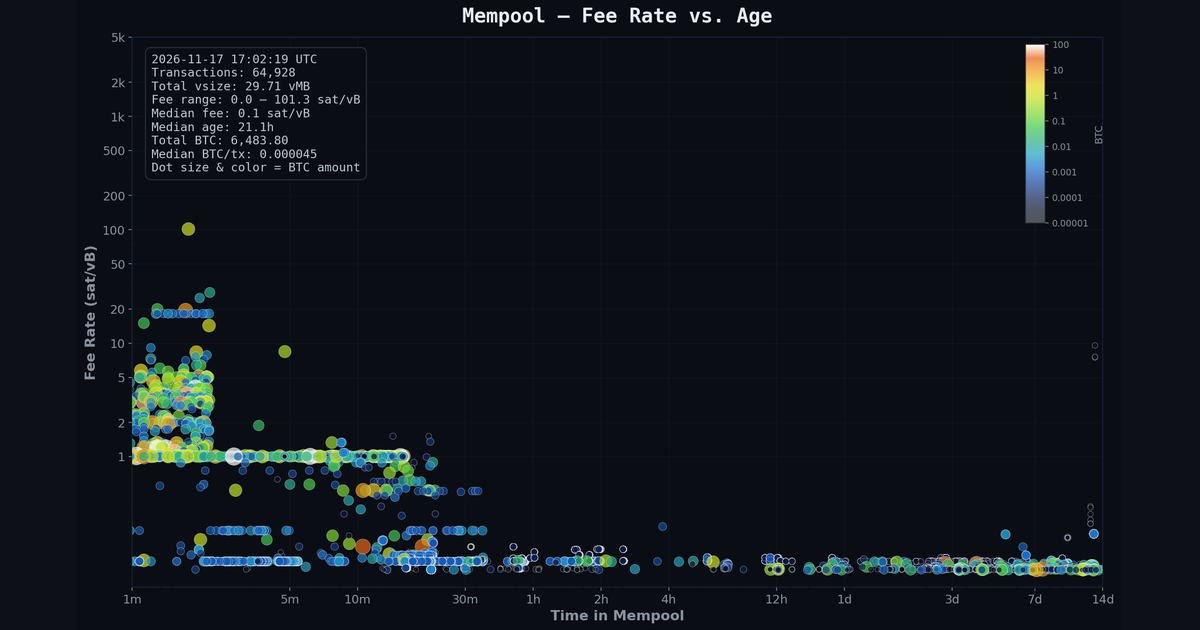 Mempool — Fee Rate vs. Age
2026-11-17 17:02:19 UTC
Transactions: 64,928
Total vsize: 29.71 vMB
Fee range: 0.0 – 101.3 sat/vB
Median fee: 0.1 sat/vB
Median age: 21.1h
Total BTC: 6,483.80
Median BTC/tx: 0.000045
Dot size & color = BTC amount
5k
2k
1k
500
200
100
50
20
10
5
2
1
Fee Rate (sat/vB)
100
10
1
0.1
0.01
0.001
0.0001
0.00001
BTC
1m
5m
10m
30m
1h
2h
4h
12h
1d
3d
7d
14d
Time in Mempool